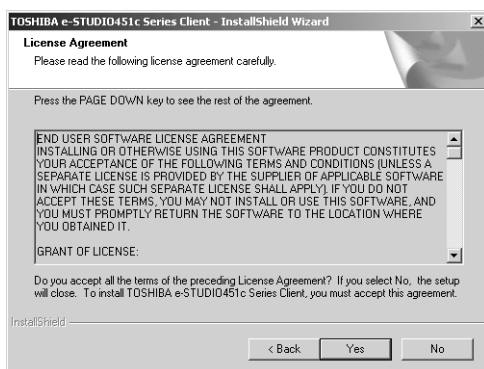 TOSHIBA e-STUDIO451c Series Client - InstallShield Wizard
License Agreement
Please read the following license agreement carefully.
Press the PAGE DOWN key to see the rest of the agreement.
END USER SOFTWARE LICENSE AGREEMENT
INSTALLING OR OTHERWISE USING THIS SOFTWARE PRODUCT CONSTITUTES
YOUR ACCEPTANCE OF THE FOLLOWING TERMS AND CONDITIONS (UNLESS A
SEPARATE LICENSE IS PROVIDED BY THE SUPPLIER OF APPLICABLE SOFTWARE
IN WHICH CASE SUCH SEPARATE LICENSE SHALL APPLY). IF YOU DO NOT
ACCEPT THESE TERMS, YOU MAY NOT INSTALL OR USE THIS SOFTWARE, AND
YOU MUST PROMPTLY RETURN THE SOFTWARE TO THE LOCATION WHERE
YOU OBTAINED IT.
GRANT OF LICENSE:
Do you accept all the terms of the preceding License Agreement? If you select No, the setup
will close. To install TOSHIBA e-STUDIO451c Series Client, you must accept this agreement.
InstallShield
< Back Yes No